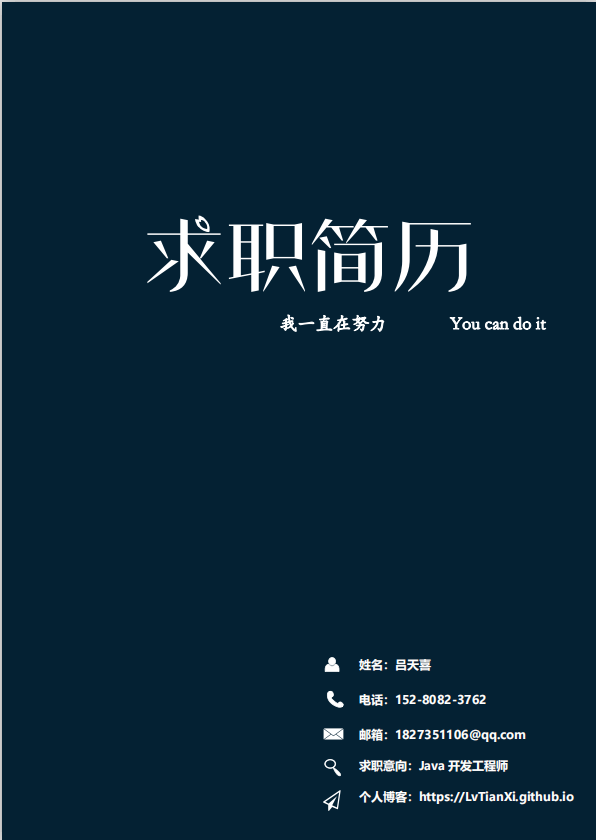 求职简历
我一直在努力 You can do it
姓名：吕天喜
电话：152-8082-3762
邮箱：1827351106@qq.com
求职意向：Java 开发工程师
个人博客：https://LvTianXi.github.io